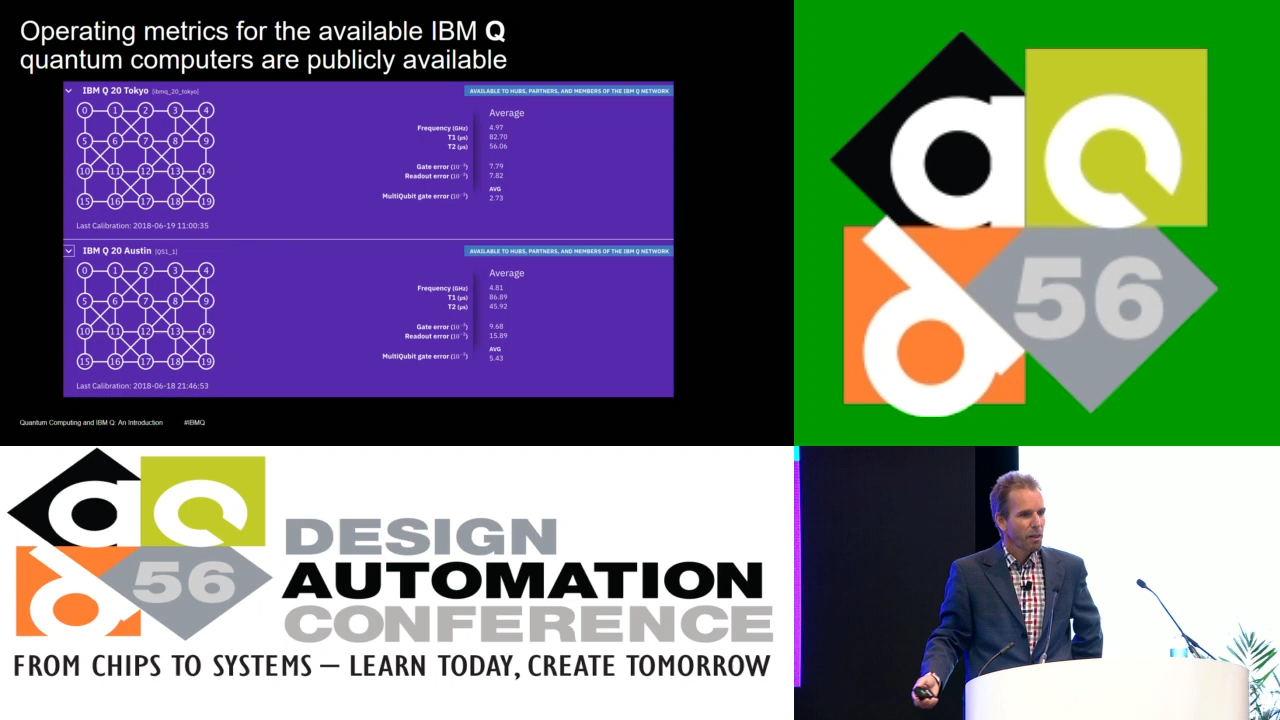 Operating metrics for the available IBM Q
quantum computers are publicly available
IBM Q 20 Tokyo [ibmq_20_tokyo]
AVAILABLE TO HUBS, PARTNERS, AND MEMBERS OF THE IBM Q NETWORK
0 1 2 3 4
5 6 7 8 9
10 11 12 13 14
15 16 17 18 19
Average
Frequency (GHz) 4.97
T1 (µs) 82.70
T2 (µs) 56.06
Gate error (10⁻³) 7.79
Readout error (10⁻²) 7.82
AVG
MultiQubit gate error (10⁻²) 2.73
Last Calibration: 2018-06-19 11:00:35
IBM Q 20 Austin [QS1_1]
AVAILABLE TO HUBS, PARTNERS, AND MEMBERS OF THE IBM Q NETWORK
0 1 2 3 4
5 6 7 8 9
10 11 12 13 14
15 16 17 18 19
Average
Frequency (GHz) 4.81
T1 (µs) 86.89
T2 (µs) 45.92
Gate error (10⁻³) 9.68
Readout error (10⁻²) 15.89
AVG
MultiQubit gate error (10⁻²) 5.43
Last Calibration: 2018-06-18 21:46:53
Quantum Computing and IBM Q: An Introduction #IBMQ
56
56
DESIGN
AUTOMATION
CONFERENCE
FROM CHIPS TO SYSTEMS — LEARN TODAY, CREATE TOMORROW